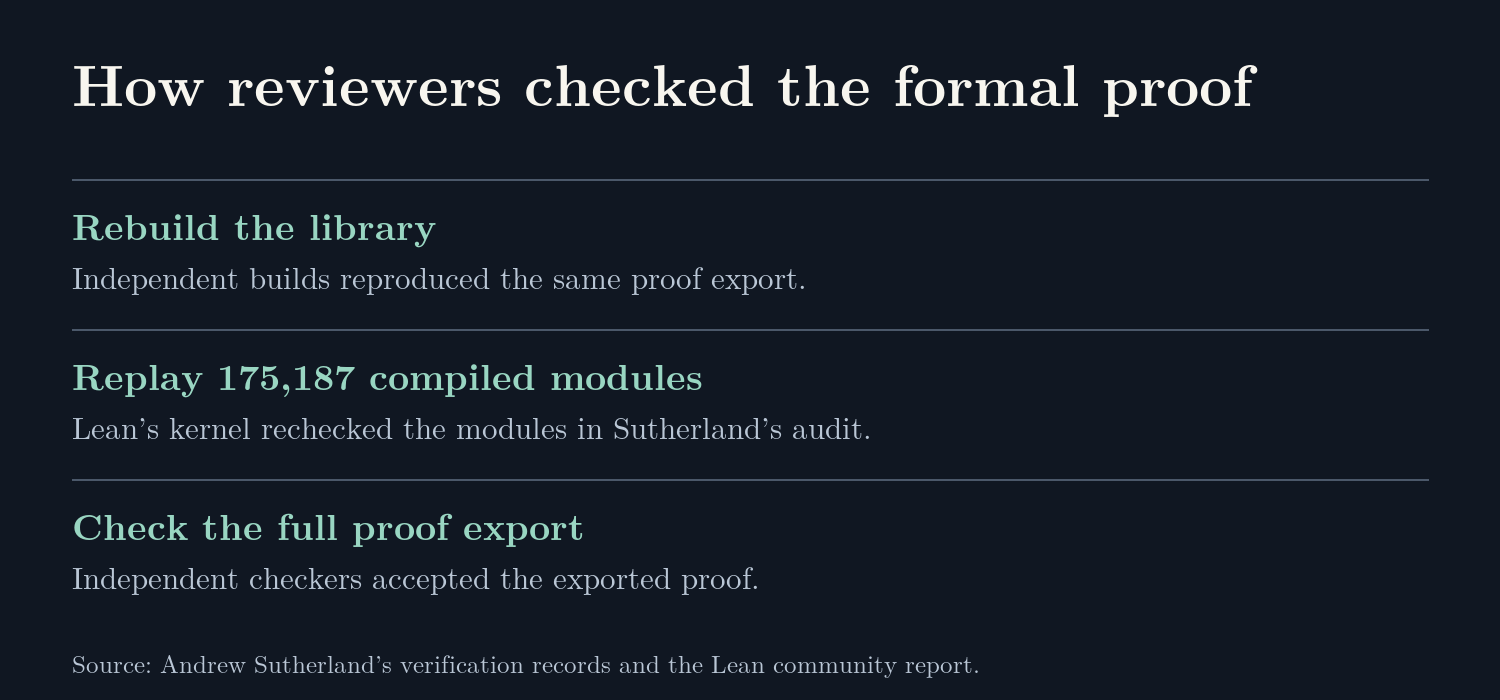 How reviewers checked the formal proof
Rebuild the library
Independent builds reproduced the same proof export.
Replay 175,187 compiled modules
Lean’s kernel rechecked the modules in Sutherland’s audit.
Check the full proof export
Independent checkers accepted the exported proof.
Source: Andrew Sutherland’s verification records and the Lean community report.